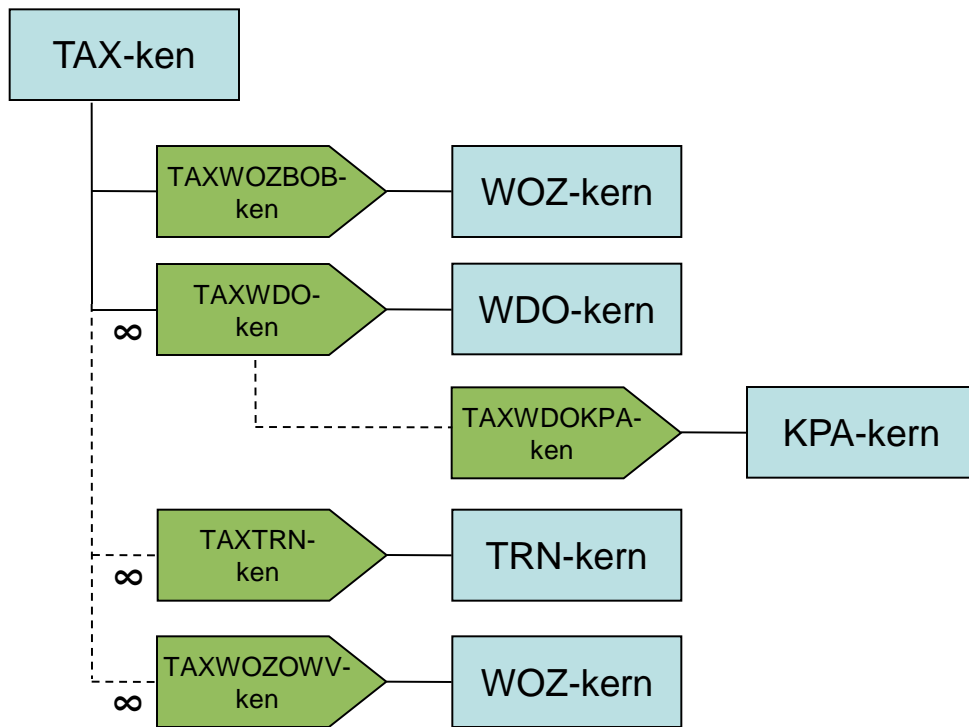 TAX-ken
TAXWOZBOB-
ken
WOZ-kern
TAXWDO-
ken
WDO-kern
∞
TAXWDOKPA-
ken
KPA-kern
TAXTRN-
ken
TRN-kern
∞
TAXWOZOWV-
ken
WOZ-kern
∞